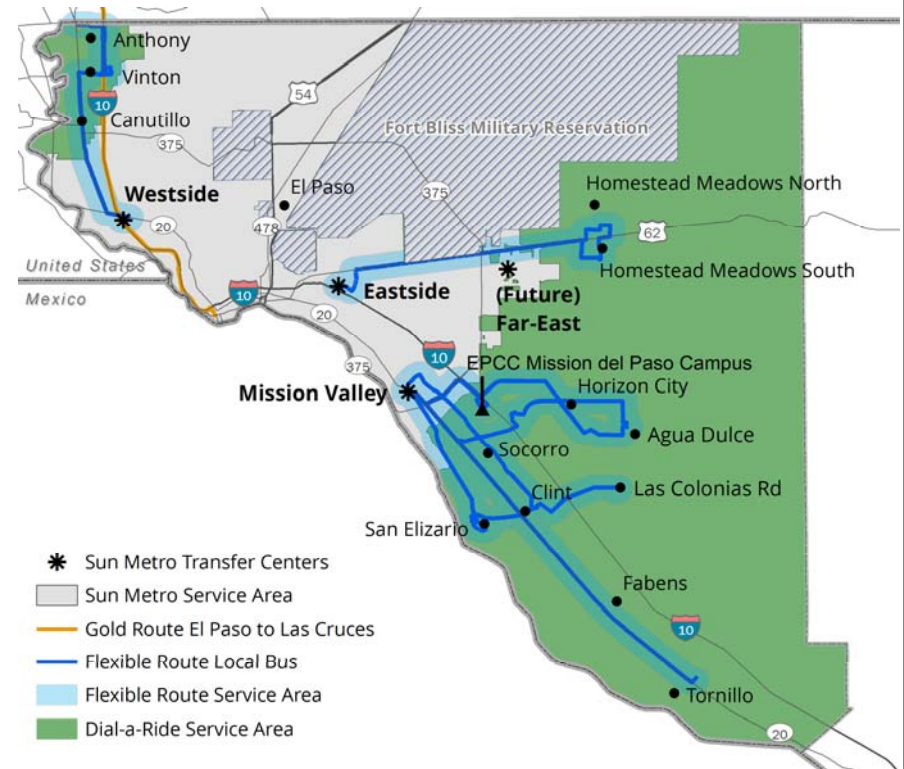 Anthony
Vinton
10
Canutillo
54
375
Fort Bliss Military Reservation
Westside
20
El Paso
375
Homestead Meadows North
478
62
United States
Mexico
10
Eastside
Homestead Meadows South
(Future)
Far-East
20
375
10
EPCC Mission del Paso Campus
Mission Valley
Horizon City
Agua Dulce
Socorro
Clint
Las Colonias Rd
San Elizario
Fabens
10
Tornillo
20
Sun Metro Transfer Centers
Sun Metro Service Area
Gold Route El Paso to Las Cruces
Flexible Route Local Bus
Flexible Route Service Area
Dial-a-Ride Service Area